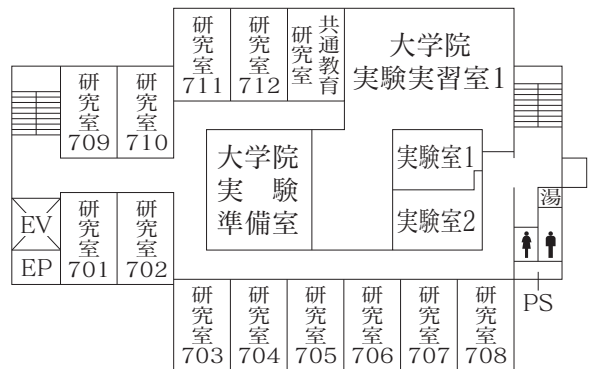 研究室711
研究室712
共通教育研究室
大学院
実験実習室1
研究室709
研究室710
大学院
実験
準備室
実験室1
実験室2
湯
EV
EP
研究室701
研究室702
PS
研究室703
研究室704
研究室705
研究室706
研究室707
研究室708